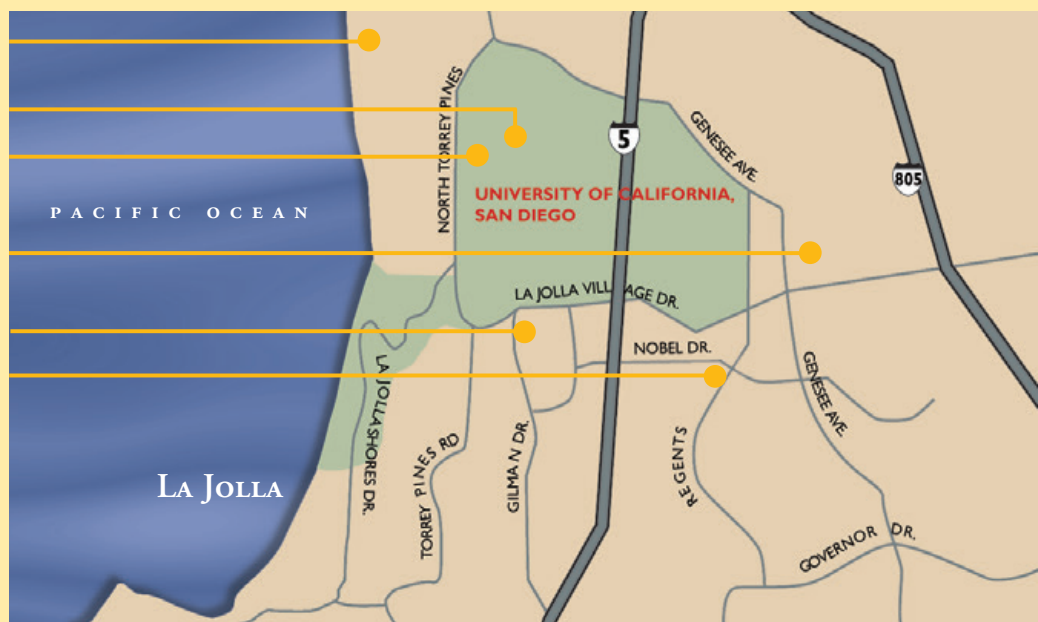 NORTH TORREY PINES
5
GENESEE AVE.
805
UNIVERSITY OF CALIFORNIA,
SAN DIEGO
PACIFIC OCEAN
LA JOLLA VILLAGE DR.
NOBEL DR.
LA JOLLA SHORES DR.
TORREY PINES RD
GILMAN DR.
REGENTS
GENESEE AVE.
LA JOLLA
GOVERNOR DR.